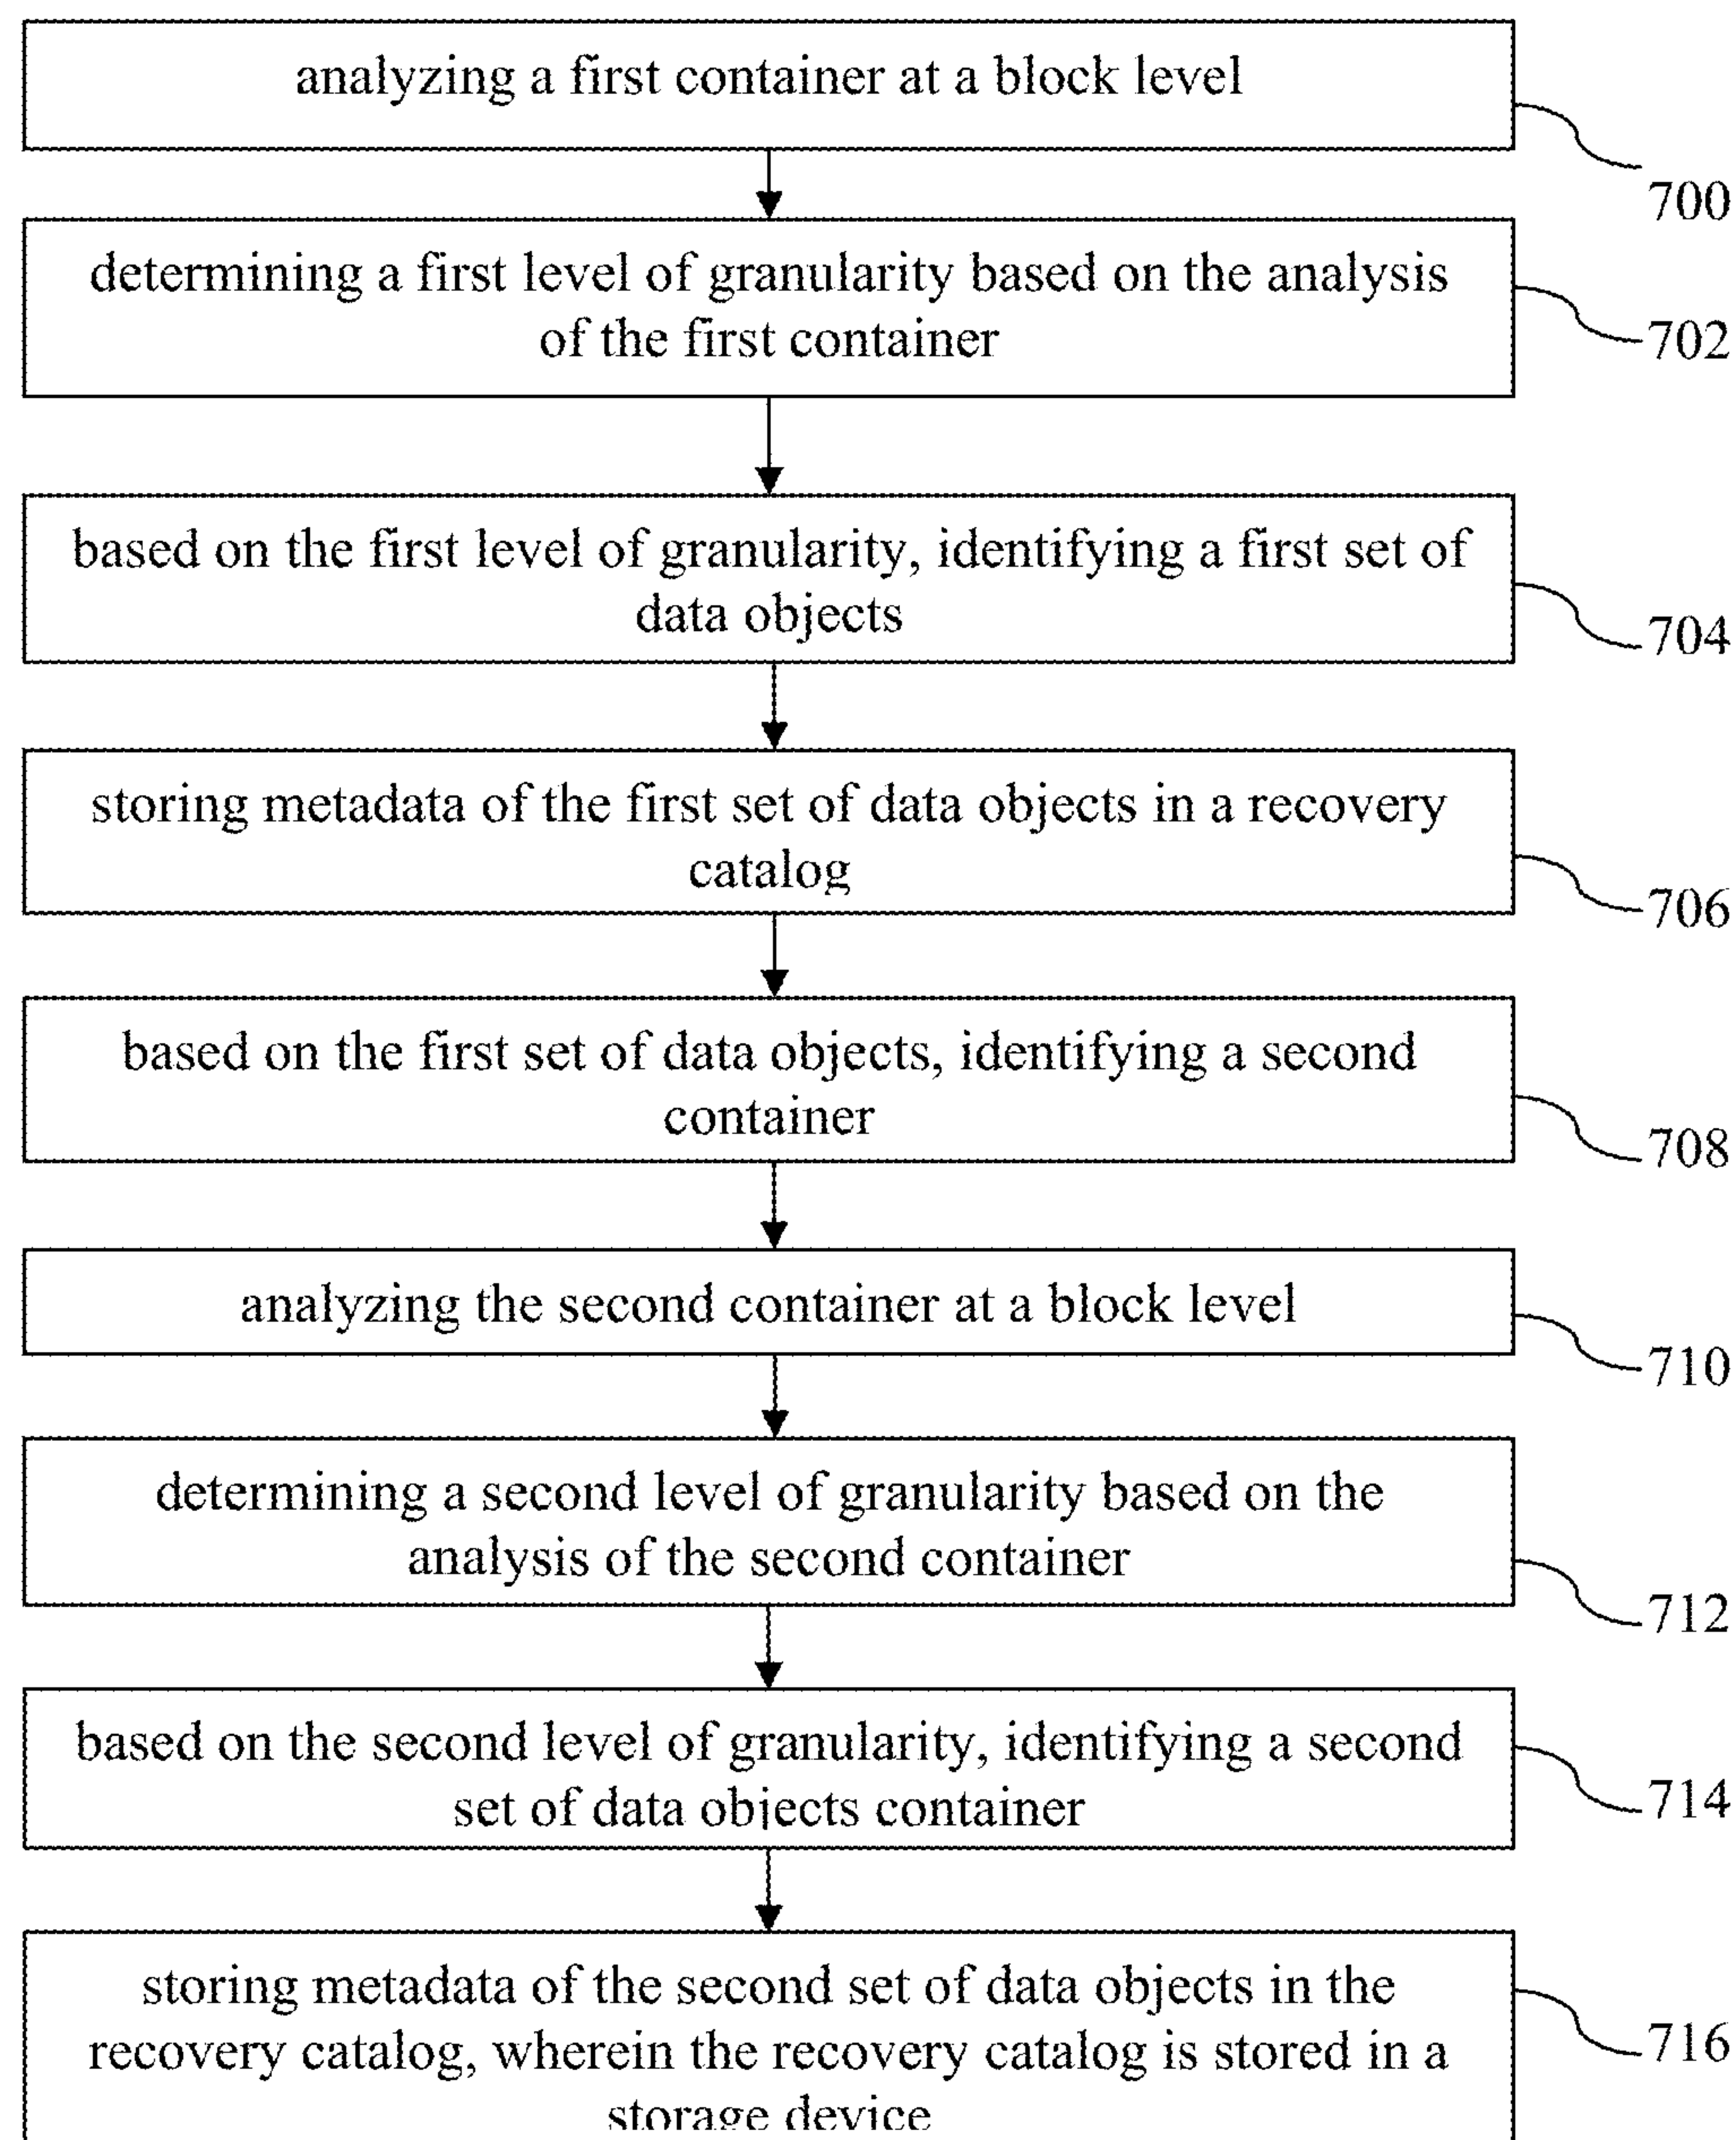 analyzing a first container at a block level
700
determining a first level of granularity based on the analysis
of the first container
702
based on the first level of granularity, identifying a first set of
data objects
704
storing metadata of the first set of data objects in a recovery
catalog
706
based on the first set of data objects, identifying a second
container
708
analyzing the second container at a block level
710
determining a second level of granularity based on the
analysis of the second container
712
based on the second level of granularity, identifying a second
set of data objects container
714
storing metadata of the second set of data objects in the
recovery catalog, wherein the recovery catalog is stored in a
storage device
716